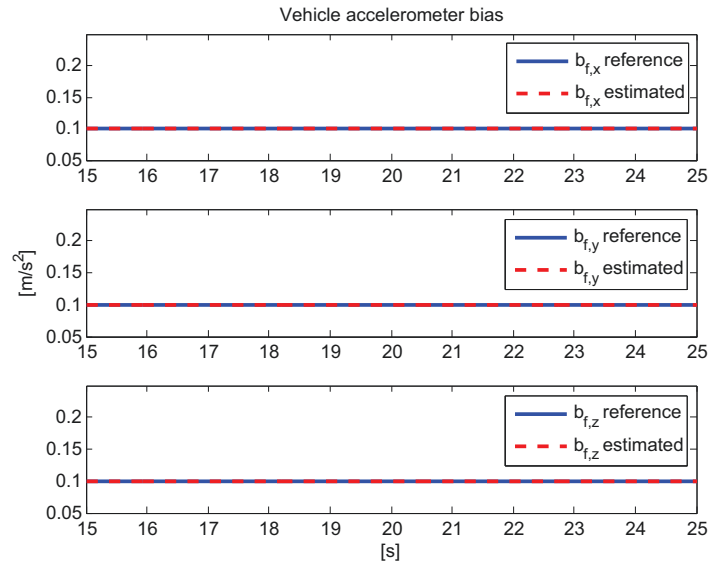 Vehicle accelerometer bias
0.2
0.15
0.1
0.05
b_f,x reference
b_f,x estimated
15 16 17 18 19 20 21 22 23 24 25
[m/s²]
0.2
0.15
0.1
0.05
b_f,y reference
b_f,y estimated
15 16 17 18 19 20 21 22 23 24 25
0.2
0.15
0.1
0.05
b_f,z reference
b_f,z estimated
15 16 17 18 19 20 21 22 23 24 25
[s]